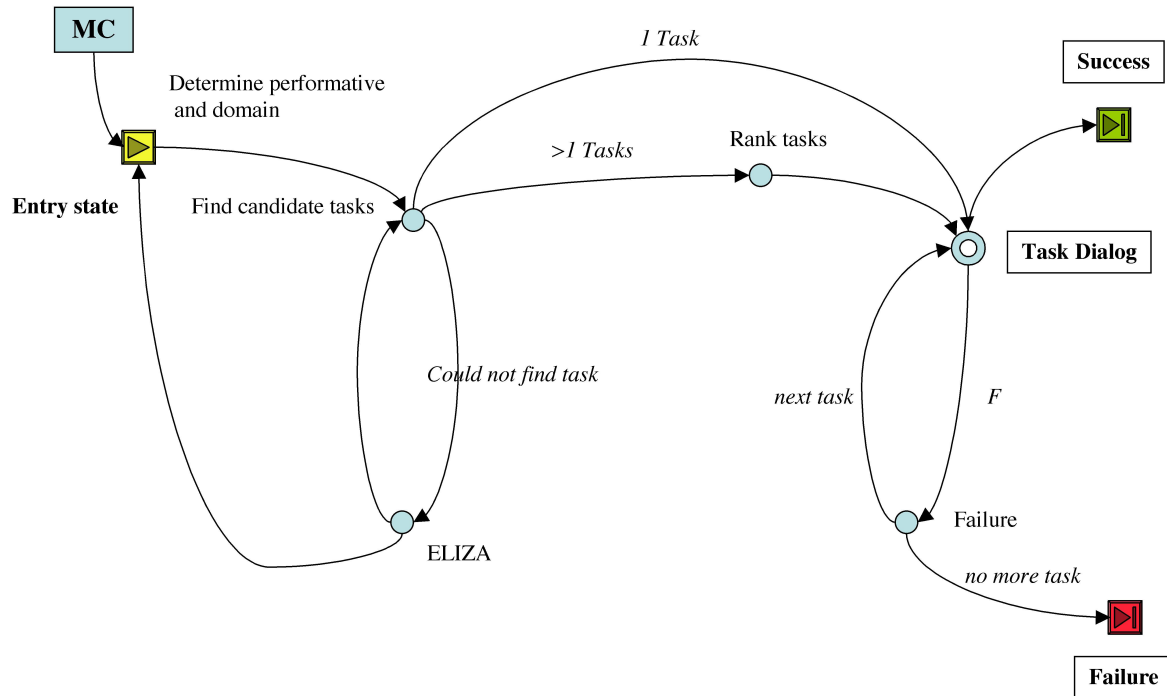 MC
1 Task
Success
Determine performative
and domain
>1 Tasks
Rank tasks
Entry state
Find candidate tasks
Task Dialog
Could not find task
next task
F
Failure
ELIZA
no more task
Failure